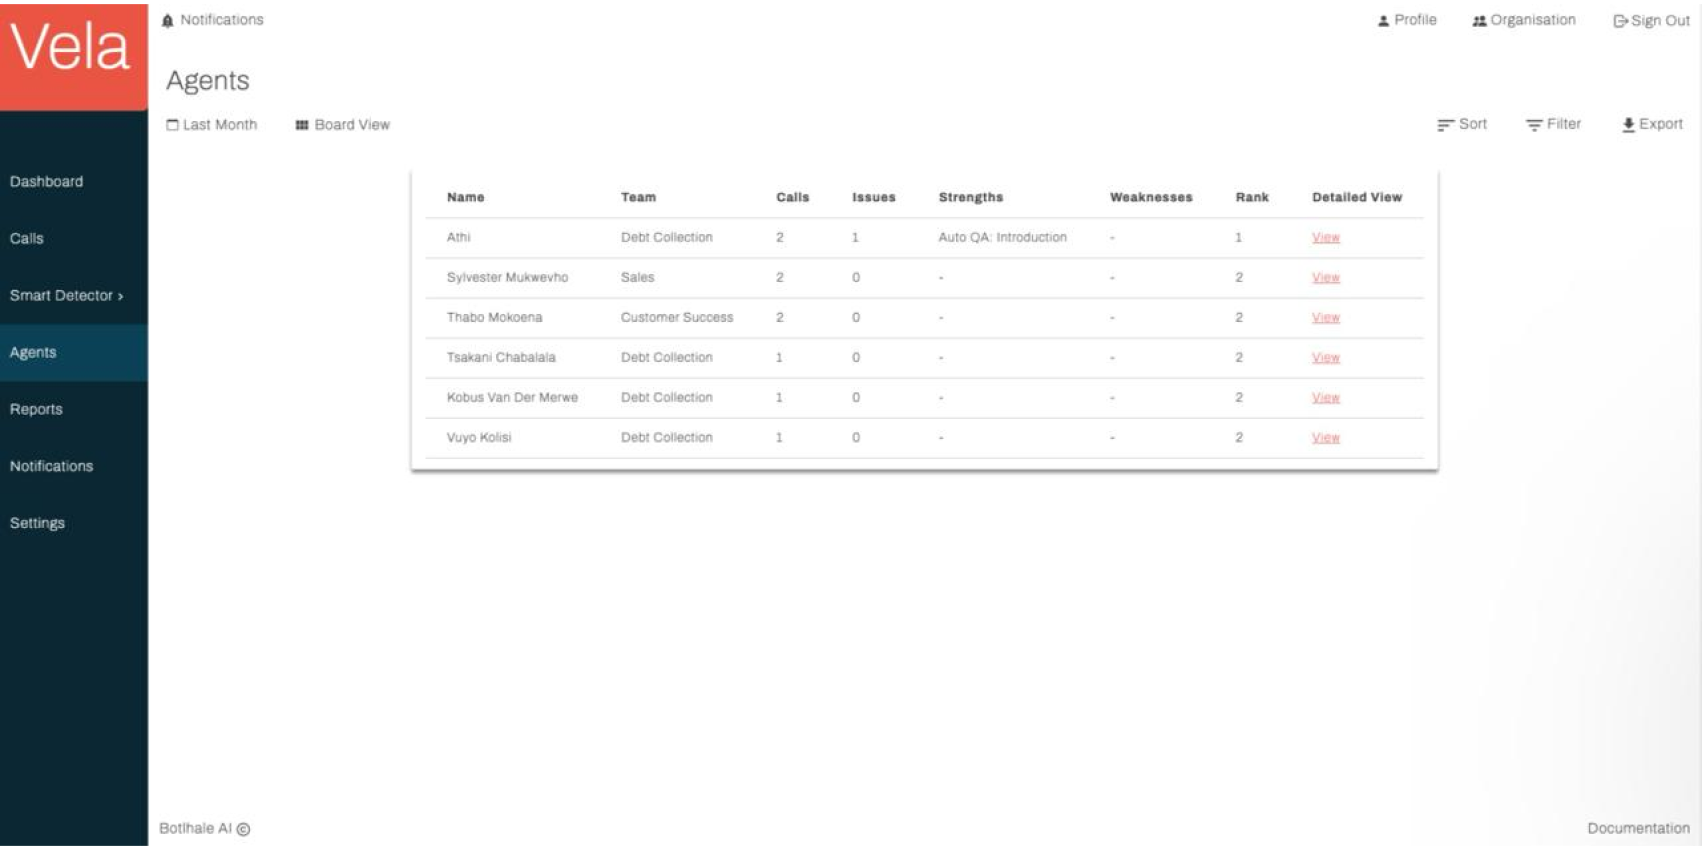 Vela
Notifications
Profile Organisation Sign Out
Agents
Last Month Board View
Sort Filter Export
Dashboard
Calls
Smart Detector ›
Agents
Reports
Notifications
Settings
Name Team Calls Issues Strengths Weaknesses Rank Detailed View
Athi Debt Collection 2 1 Auto QA: Introduction - 1 View
Sylvester Mukwevho Sales 2 0 - - 2 View
Thabo Mokoena Customer Success 2 0 - - 2 View
Tsakani Chabalala Debt Collection 1 0 - - 2 View
Kobus Van Der Merwe Debt Collection 1 0 - - 2 View
Vuyo Kolisi Debt Collection 1 0 - - 2 View
Botlhale AI ©
Documentation